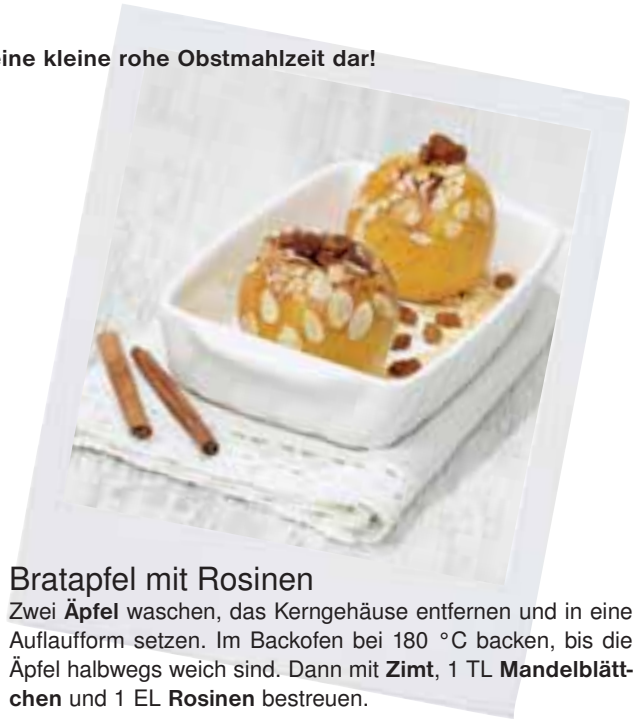 eine kleine rohe Obstmahlzeit dar!
Bratapfel mit Rosinen
Zwei Äpfel waschen, das Kerngehäuse entfernen und in eine
Auflaufform setzen. Im Backofen bei 180 °C backen, bis die
Äpfel halbwegs weich sind. Dann mit Zimt, 1 TL Mandelblätt-
chen und 1 EL Rosinen bestreuen.